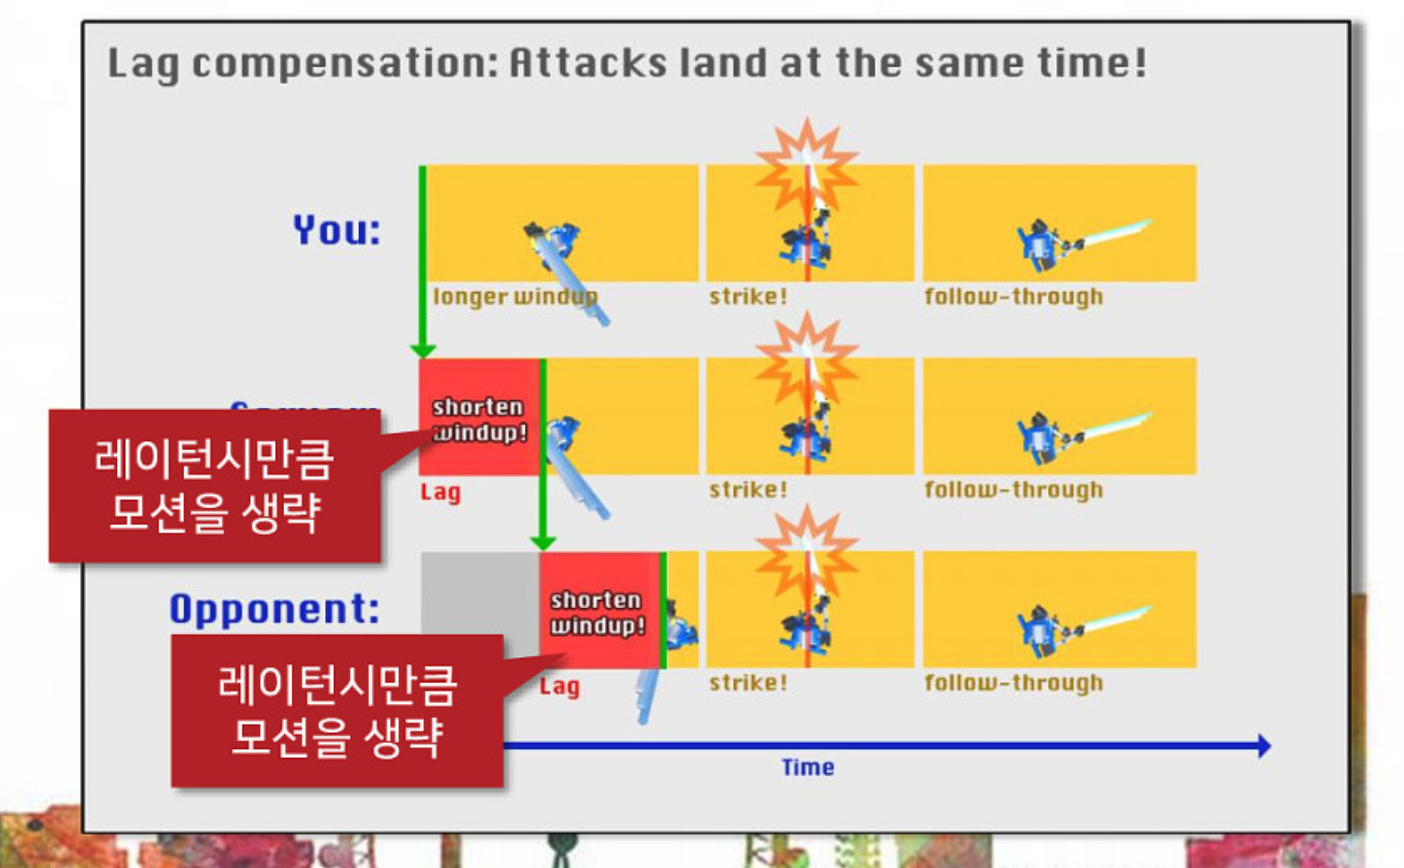 Lag compensation: Attacks land at the same time!
You:
longer windup
strike!
follow-through
shorten
windup!
레이턴시만큼
모션을 생략
Lag
strike!
follow-through
Opponent:
shorten
windup!
레이턴시만큼
모션을 생략
Lag
strike!
follow-through
Time